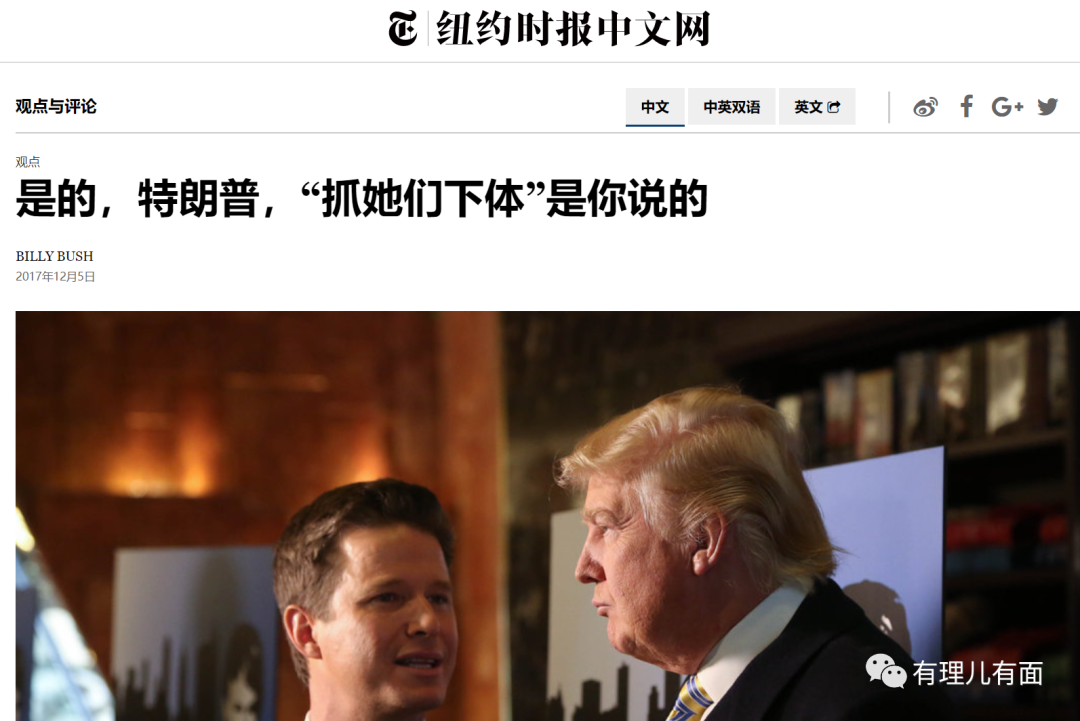 纽约时报中文网
观点与评论
中文 中英双语 英文
观点
是的，特朗普，“抓她们下体”是你说的
BILLY BUSH
2017年12月5日
有理儿有面